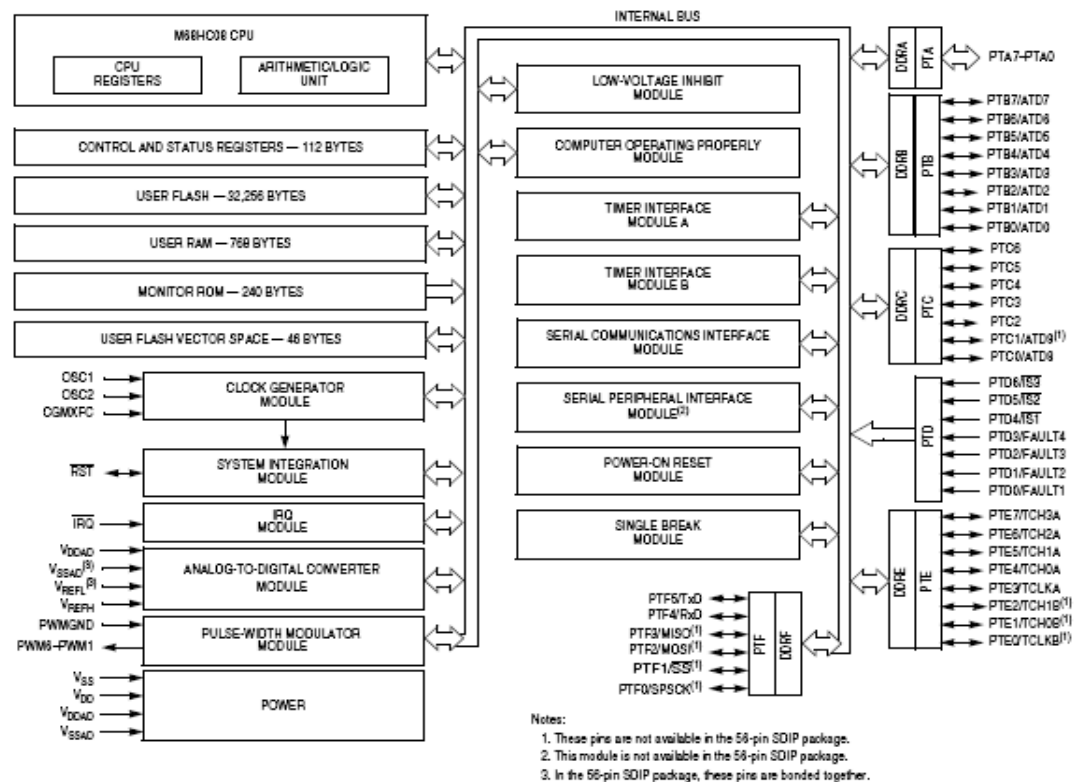 INTERNAL BUS
M68HC08 CPU
CPU
REGISTERS
ARITHMETIC/LOGIC
UNIT
CONTROL AND STATUS REGISTERS — 112 BYTES
USER FLASH — 32,256 BYTES
USER RAM — 768 BYTES
MONITOR ROM — 240 BYTES
USER FLASH VECTOR SPACE — 46 BYTES
OSC1
OSC2
CGMXFC
CLOCK GENERATOR
MODULE
RST
SYSTEM INTEGRATION
MODULE
IRQ
IRQ
MODULE
VDDAD
VSSAD(3)
VREFL(3)
VREFH
ANALOG-TO-DIGITAL CONVERTER
MODULE
PWMGND
PWM6–PWM1
PULSE-WIDTH MODULATOR
MODULE
VSS
VDD
VDDAD
VSSAD
POWER
LOW-VOLTAGE INHIBIT
MODULE
COMPUTER OPERATING PROPERLY
MODULE
TIMER INTERFACE
MODULE A
TIMER INTERFACE
MODULE B
SERIAL COMMUNICATIONS INTERFACE
MODULE
SERIAL PERIPHERAL INTERFACE
MODULE(2)
POWER-ON RESET
MODULE
SINGLE BREAK
MODULE
PTF5/TxD
PTF4/RxD
PTF3/MISO(1)
PTF2/MOSI(1)
PTF1/SS(1)
PTF0/SPSCK(1)
PTF
DDRF
DDRA
PTA
PTA7–PTA0
DDRB
PTB
PTB7/ATD7
PTB6/ATD6
PTB5/ATD5
PTB4/ATD4
PTB3/ATD3
PTB2/ATD2
PTB1/ATD1
PTB0/ATD0
DDRC
PTC
PTC6
PTC5
PTC4
PTC3
PTC2
PTC1/ATD9(1)
PTC0/ATD8
PTD
PTD6/IS3
PTD5/IS2
PTD4/IS1
PTD3/FAULT4
PTD2/FAULT3
PTD1/FAULT2
PTD0/FAULT1
DDRE
PTE
PTE7/TCH3A
PTE6/TCH2A
PTE5/TCH1A
PTE4/TCH0A
PTE3/TCLKA
PTE2/TCH1B(1)
PTE1/TCH0B(1)
PTE0/TCLKB(1)
Notes:
1. These pins are not available in the 56-pin SDIP package.
2. This module is not available in the 56-pin SDIP package.
3. In the 56-pin SDIP package, these pins are bonded together.